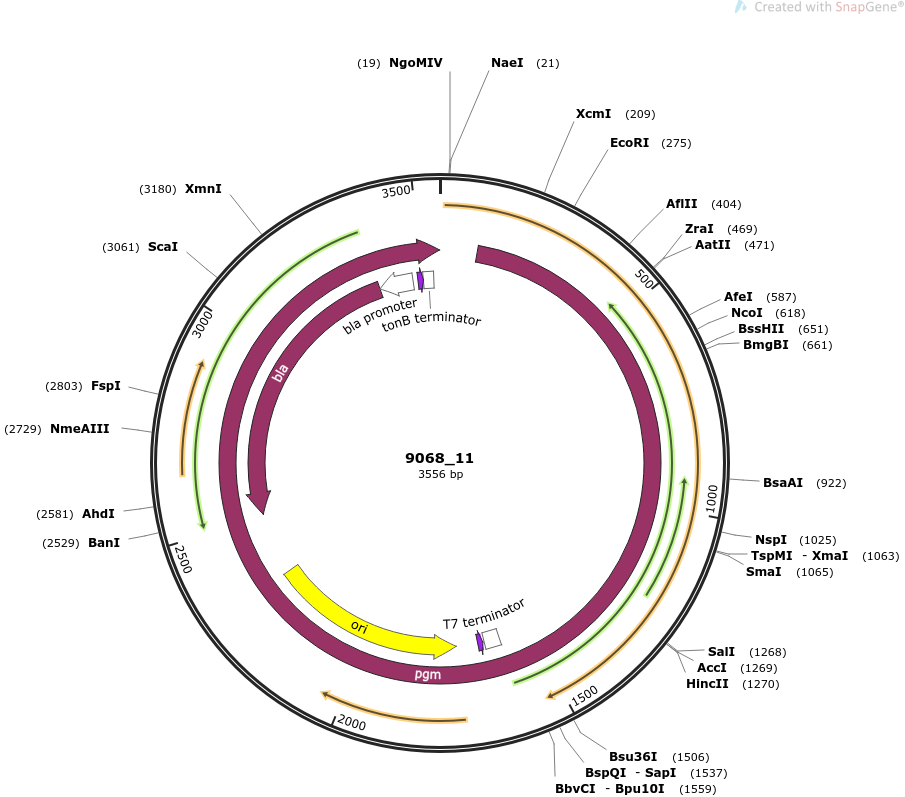 Created with SnapGene®
(19) NgoMIV
NaeI (21)
XcmI (209)
EcoRI (275)
AflII (404)
ZraI (469)
AatII (471)
AfeI (587)
NcoI (618)
BssHII (651)
BmgBI (661)
BsaAI (922)
NspI (1025)
TspMI - XmaI (1063)
SmaI (1065)
SalI (1268)
AccI (1269)
HincII (1270)
Bsu36I (1506)
BspQI - SapI (1537)
BbvCI - Bpu10I (1559)
(3180) XmnI
(3061) ScaI
(2803) FspI
(2729) NmeAIII
(2581) AhdI
(2529) BanI
500
1000
1500
2000
2500
3000
3500
bla promoter
tonB terminator
bla
9068_11
3556 bp
T7 terminator
ori
pgm